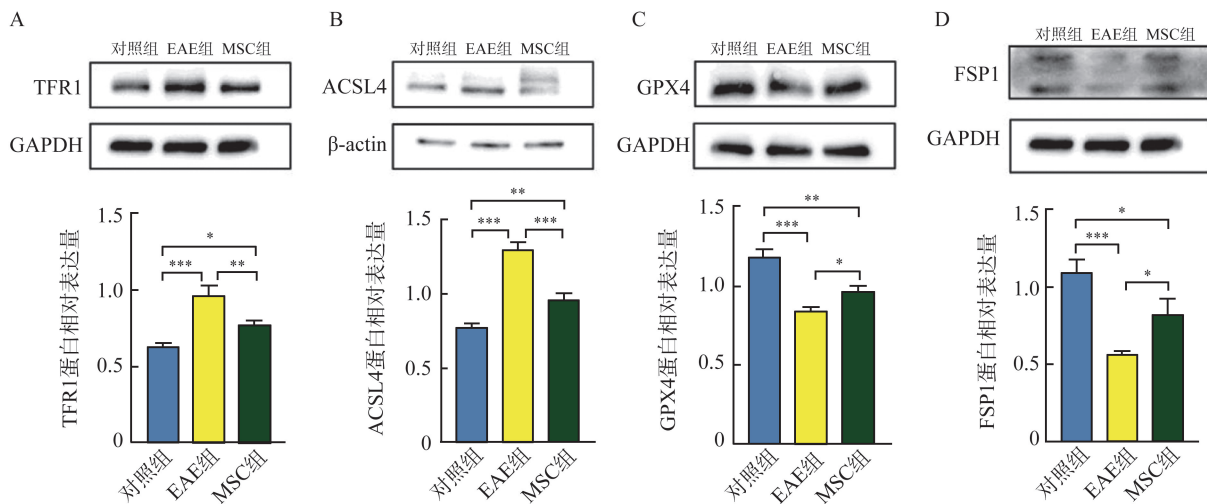 A
对照组 EAE组 MSC组
TFR1
GAPDH
TFR1蛋白相对表达量
1.5
1.0
0.5
0
*
***
**
对照组
EAE组
MSC组
B
对照组 EAE组 MSC组
ACSL4
β-actin
ACSL4蛋白相对表达量
1.5
1.0
0.5
0
**
***
***
对照组
EAE组
MSC组
C
对照组 EAE组 MSC组
GPX4
GAPDH
GPX4蛋白相对表达量
1.5
1.0
0.5
0
**
***
*
对照组
EAE组
MSC组
D
对照组 EAE组 MSC组
FSP1
GAPDH
FSP1蛋白相对表达量
1.5
1.0
0.5
0
*
***
*
对照组
EAE组
MSC组